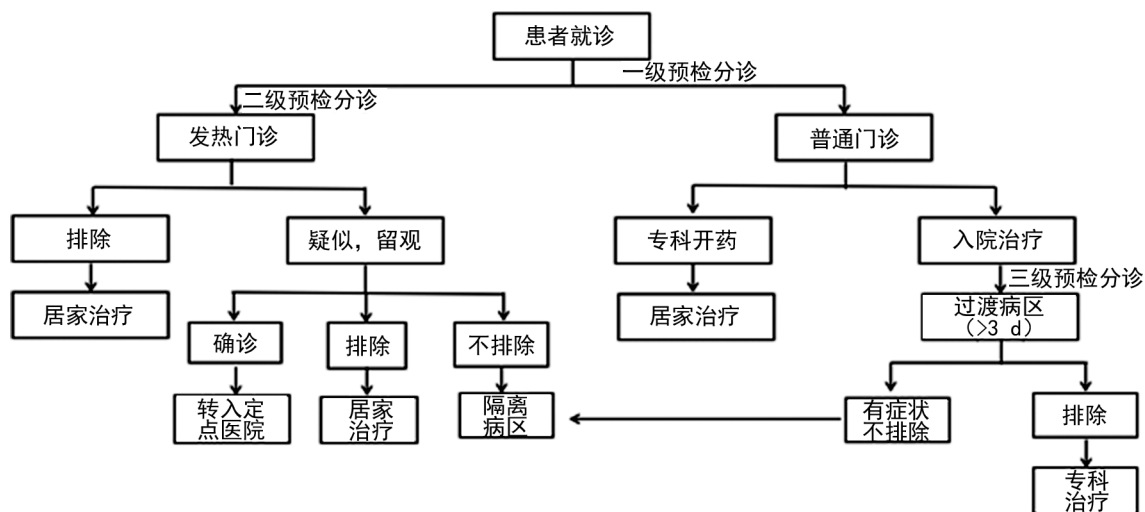 患者就诊
一级预检分诊
二级预检分诊
发热门诊
普通门诊
排除
疑似，留观
专科开药
入院治疗
三级预检分诊
居家治疗
居家治疗
过渡病区
（>3 d）
确诊
排除
不排除
转入定
点医院
居家
治疗
隔离
病区
有症状
不排除
排除
专科
治疗